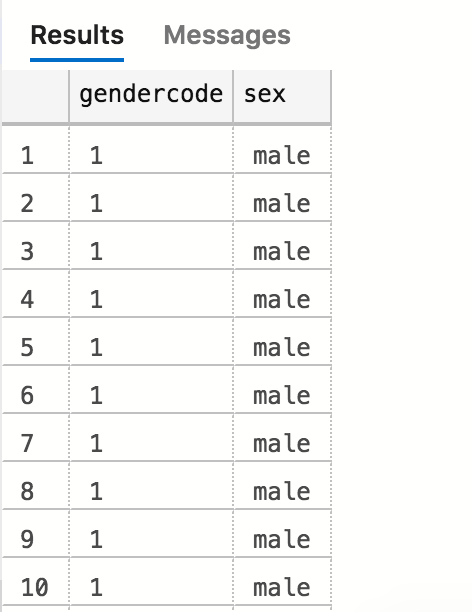 Results Messages
gendercode sex
1 1 male
2 1 male
3 1 male
4 1 male
5 1 male
6 1 male
7 1 male
8 1 male
9 1 male
10 1 male